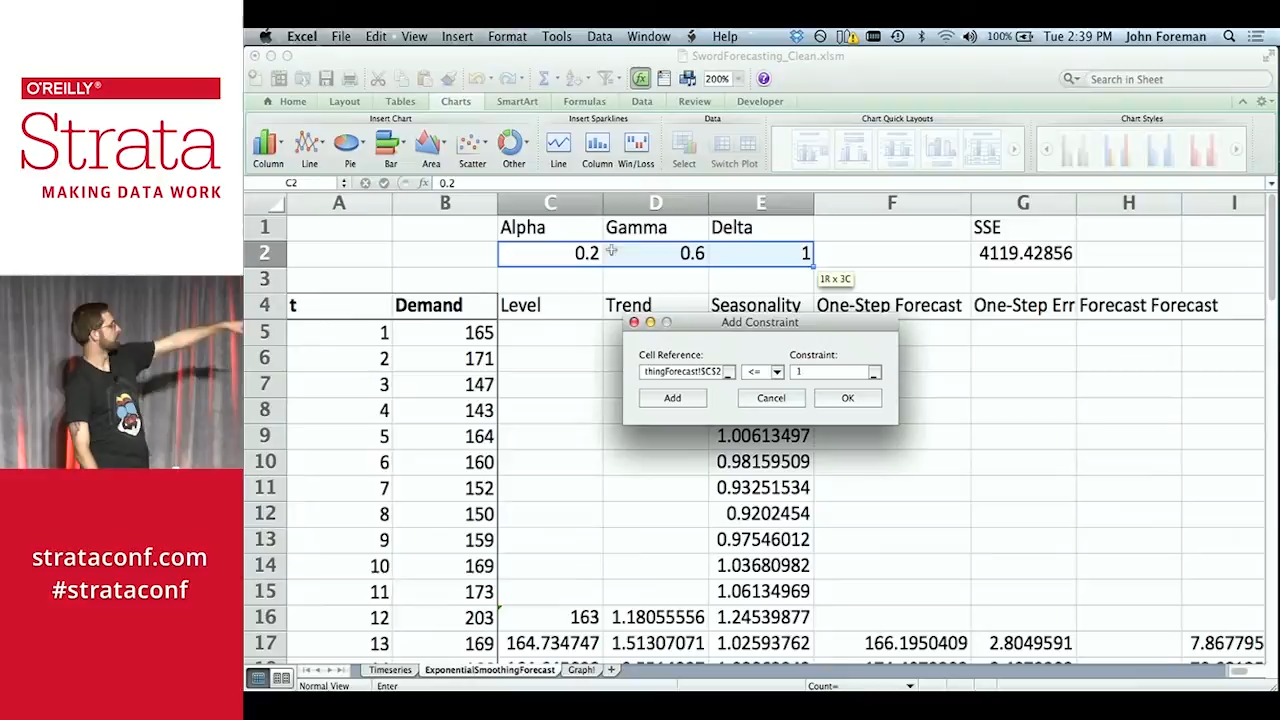 O'REILLY®
Strata
MAKING DATA WORK
strataconf.com
#strataconf
Excel File Edit View Insert Format Tools Data Window Help 100% Tue 2:39 PM John Foreman
SwordForecasting_Clean.xlsm
200% Search in Sheet
Home Layout Tables Charts SmartArt Formulas Data Review Developer
Insert Chart Insert Sparklines Data Chart Quick Layouts Chart Styles
Column Line Pie Bar Area Scatter Other Line Column Win/Loss Select Switch Plot
C2 fx 0.2
A B C D E F G H I
1 Alpha Gamma Delta SSE
2 0.2 0.6 1 4119.42856
3 1R x 3C
4 t Demand Level Trend Seasonality One-Step Forecast One-Step Err Forecast Forecast
Add Constraint
Cell Reference: Constraint:
thingForecast!$C$2 <= 1
Add Cancel OK
5 1 165
6 2 171
7 3 147
8 4 143
9 5 164 1.00613497
10 6 160 0.98159509
11 7 152 0.93251534
12 8 150 0.9202454
13 9 159 0.97546012
14 10 169 1.03680982
15 11 173 1.06134969
16 12 203 163 1.18055556 1.24539877
17 13 169 164.734747 1.51307071 1.02593762 166.1950409 2.8049591 7.867795
Timeseries ExponentialSmoothingForecast Graph!
Normal View Enter Count=